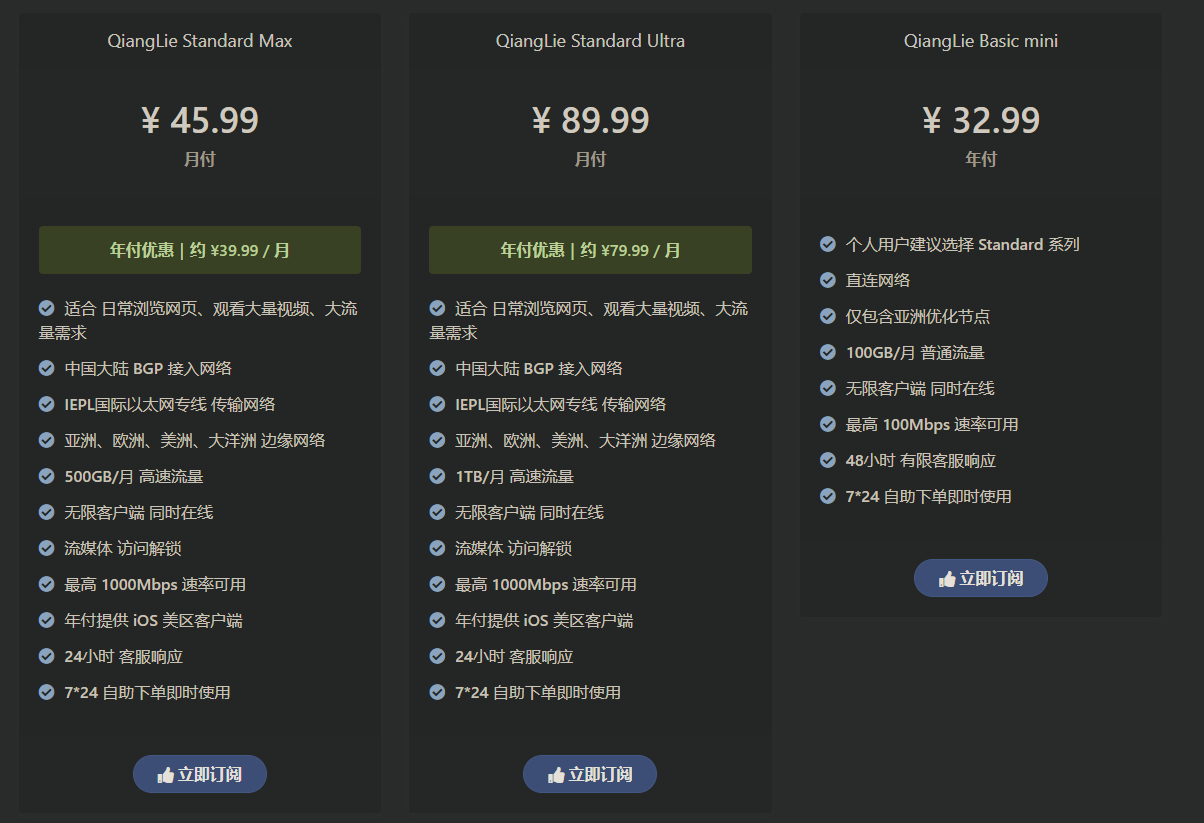 QiangLie Standard Max
¥ 45.99
月付
年付优惠 | 约 ¥39.99 / 月
适合 日常浏览网页、观看大量视频、大流
量需求
中国大陆 BGP 接入网络
IEPL国际以太网专线 传输网络
亚洲、欧洲、美洲、大洋洲 边缘网络
500GB/月 高速流量
无限客户端 同时在线
流媒体 访问解锁
最高 1000Mbps 速率可用
年付提供 iOS 美区客户端
24小时 客服响应
7*24 自助下单即时使用
立即订阅
QiangLie Standard Ultra
¥ 89.99
月付
年付优惠 | 约 ¥79.99 / 月
适合 日常浏览网页、观看大量视频、大流
量需求
中国大陆 BGP 接入网络
IEPL国际以太网专线 传输网络
亚洲、欧洲、美洲、大洋洲 边缘网络
1TB/月 高速流量
无限客户端 同时在线
流媒体 访问解锁
最高 1000Mbps 速率可用
年付提供 iOS 美区客户端
24小时 客服响应
7*24 自助下单即时使用
立即订阅
QiangLie Basic mini
¥ 32.99
年付
个人用户建议选择 Standard 系列
直连网络
仅包含亚洲优化节点
100GB/月 普通流量
无限客户端 同时在线
最高 100Mbps 速率可用
48小时 有限客服响应
7*24 自助下单即时使用
立即订阅